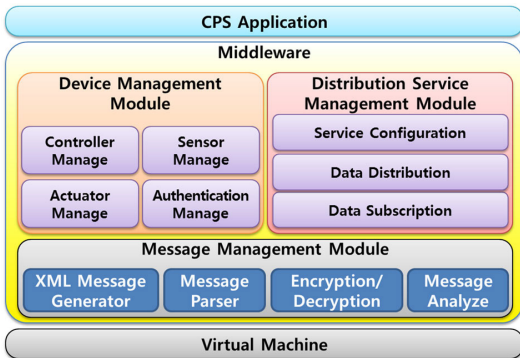 CPS Application
Middleware
Device Management
Module
Controller
Manage
Sensor
Manage
Actuator
Manage
Authentication
Manage
Distribution Service
Management Module
Service Configuration
Data Distribution
Data Subscription
Message Management Module
XML Message
Generator
Message
Parser
Encryption/
Decryption
Message
Analyze
Virtual Machine